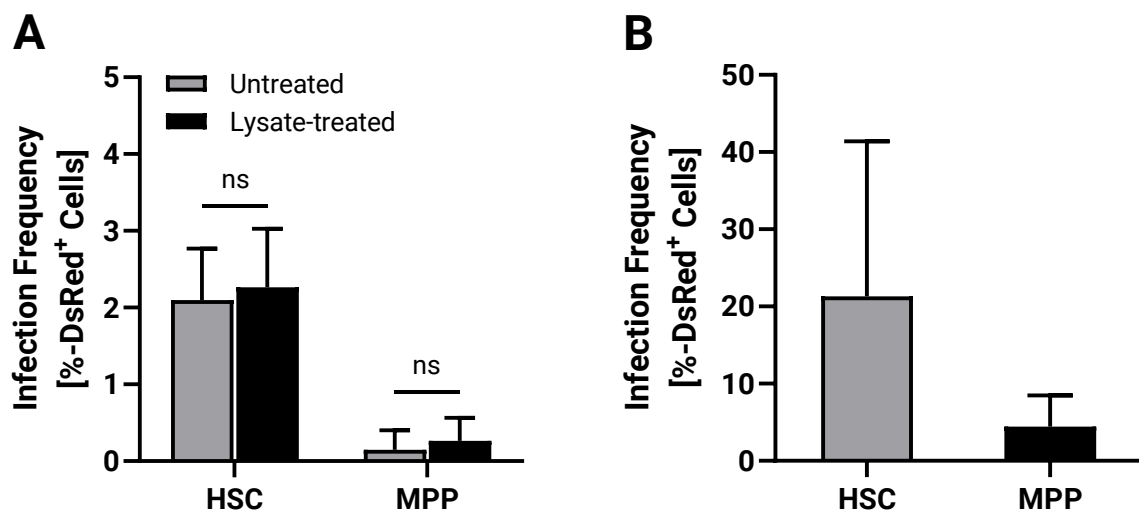 A
Infection Frequency
[%-DsRed⁺ Cells]
5
4
3
2
1
0
Untreated
Lysate-treated
ns
ns
HSC
MPP
B
Infection Frequency
[%-DsRed⁺ Cells]
50
40
30
20
10
0
HSC
MPP